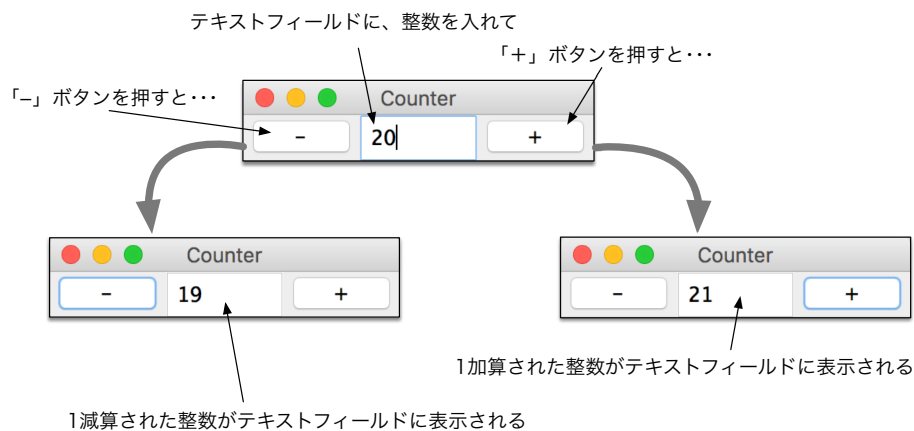 テキストフィールドに、整数を入れて
「＋」ボタンを押すと･･･
「–」ボタンを押すと･･･
Counter
-
20
+
Counter
-
19
+
Counter
-
21
+
1加算された整数がテキストフィールドに表示される
1減算された整数がテキストフィールドに表示される